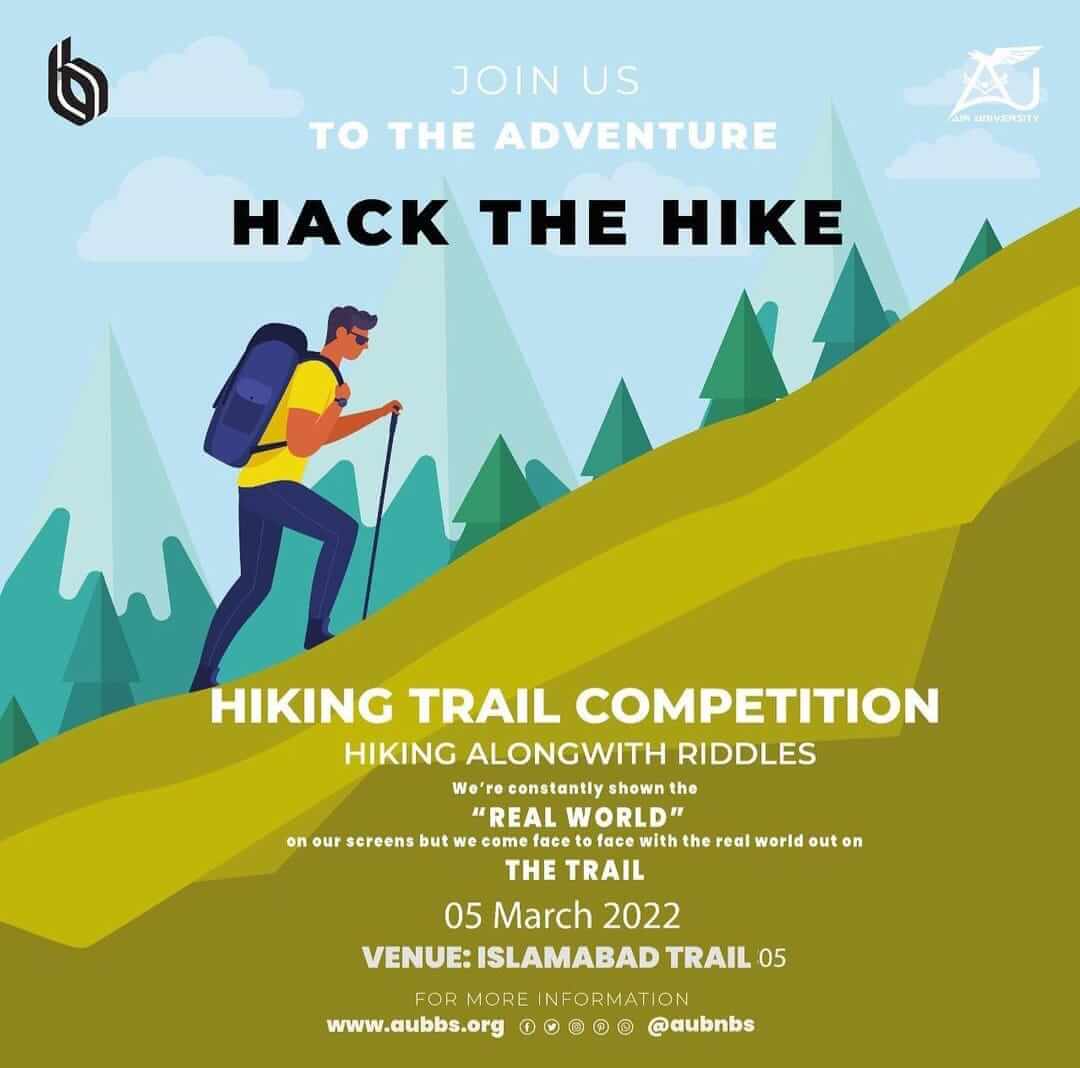 JOIN US
TO THE ADVENTURE
HACK THE HIKE
AIR UNIVERSITY
HIKING TRAIL COMPETITION
HIKING ALONGWITH RIDDLES
We're constantly shown the
“REAL WORLD”
on our screens but we come face to face with the real world out on
THE TRAIL
05 March 2022
VENUE: ISLAMABAD TRAIL 05
FOR MORE INFORMATION
www.aubbs.org @aubnbs